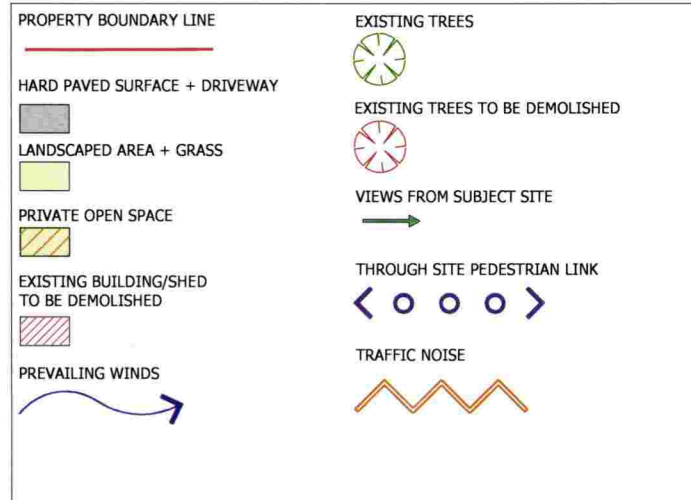 PROPERTY BOUNDARY LINE
HARD PAVED SURFACE + DRIVEWAY
LANDSCAPED AREA + GRASS
PRIVATE OPEN SPACE
EXISTING BUILDING/SHED
TO BE DEMOLISHED
PREVAILING WINDS
EXISTING TREES
EXISTING TREES TO BE DEMOLISHED
VIEWS FROM SUBJECT SITE
THROUGH SITE PEDESTRIAN LINK
TRAFFIC NOISE